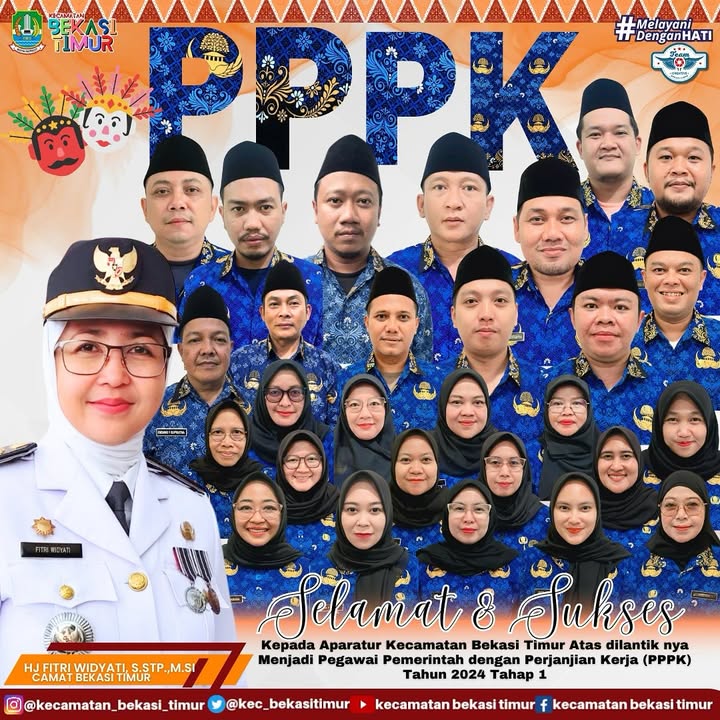 KECAMATAN
BEKASI
TIMUR
#Melayani
DenganHATI
Team
PPPK
FITRI WIDYATI
Selamat & Sukses
Kepada Aparatur Kecamatan Bekasi Timur Atas dilantik nya
Menjadi Pegawai Pemerintah dengan Perjanjian Kerja (PPPK)
Tahun 2024 Tahap 1
HJ FITRI WIDYATI, S.STP.,M.SI
CAMAT BEKASI TIMUR
@kecamatan_bekasi_timur @kec_bekasitimur kecamatan bekasi timur kecamatan bekasi timur